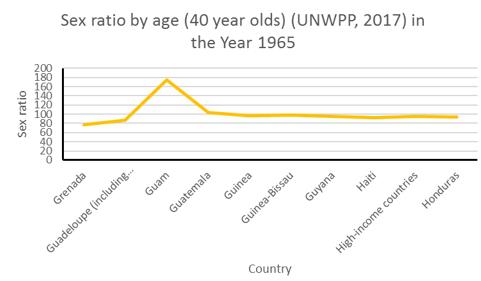 Sex ratio by age (40 year olds) (UNWPP, 2017) in
the Year 1965
200
180
160
140
120
100
80
60
40
20
0
Sex ratio
Grenada
Guadeloupe (including...
Guam
Guatemala
Guinea
Guinea-Bissau
Guyana
Haiti
High-income countries
Honduras
Country